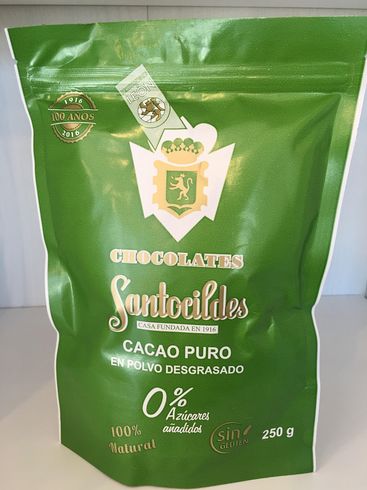 1916
100 AÑOS
2016
LEÓN
CHOCOLATES
Santocildes
CASA FUNDADA EN 1916
CACAO PURO
EN POLVO DESGRASADO
0%
Azúcares
añadidos
100%
Natural
sin
GLUTEN
250 g